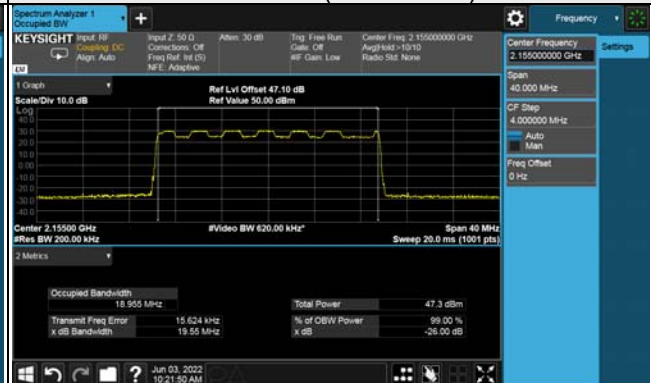 Spectrum Analyzer 1
Occupied BW
Frequency
KEYSIGHT
Input: RF
Coupling: DC
Align: Auto
Input Z: 50 Ω
Corrections: Off
Freq Ref: Int (S)
NFE: Adaptive
Atten: 30 dB
Trig: Free Run
Gate: Off
#IF Gain: Low
Center Freq: 2.155000000 GHz
Avg|Hold:>10/10
Radio Std: None
Center Frequency
2.155000000 GHz
Settings
Span
40.000 MHz
CF Step
4.000000 MHz
Auto
Man
Freq Offset
0 Hz
1 Graph
Scale/Div 10.0 dB
Ref Lvl Offset 47.10 dB
Ref Value 50.00 dBm
Log
40.0
30.0
20.0
10.0
0.00
-10.0
-20.0
-30.0
-40.0
Center 2.15500 GHz
#Res BW 200.00 kHz
#Video BW 620.00 kHz*
Span 40 MHz
Sweep 20.0 ms (1001 pts)
2 Metrics
Occupied Bandwidth
18.955 MHz
Total Power 47.3 dBm
Transmit Freq Error 15.624 kHz
% of OBW Power 99.00 %
x dB Bandwidth 19.55 MHz
x dB -26.00 dB
?
Jun 03, 2022
10:21:50 AM